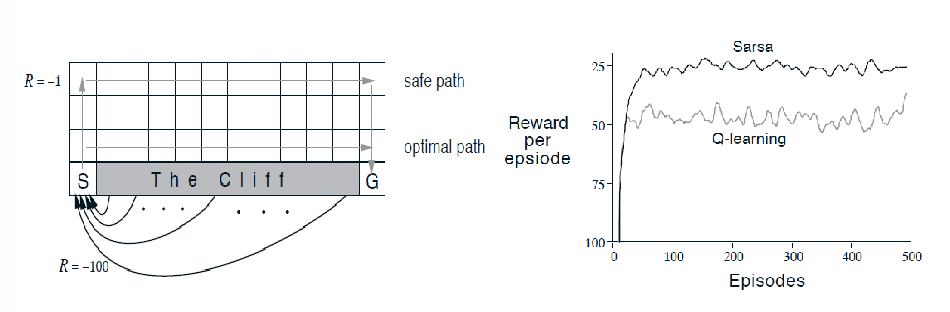 R = -1
safe path
optimal path
S
The Cliff
G
R = -100
Sarsa
Q-learning
Reward
per
epsiode
25
50
75
100
0 100 200 300 400 500
Episodes